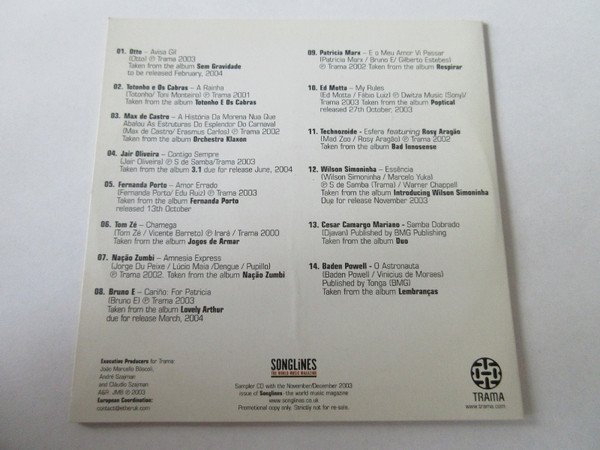 01. Otto – Avisa Gil
(Otto) ℗ Trama 2003
Taken from the album Sem Gravidade
to be released February, 2004
02. Totonho e Os Cabras – A Rainha
(Totonho/ Toni Monteiro) ℗ Trama 2001
Taken from the album Totonho E Os Cabras
03. Max de Castro – A História Da Morena Nua Que
Abalou As Estruturas Do Esplendor Do Carnaval
(Max de Castro/ Erasmus Carlos) ℗ Trama 2002
Taken from the album Orchestra Klaxon
04. Jair Oliveira – Contigo Sempre
(Jair Oliveira) ℗ S de Samba/Trama 2003
Taken from the album 3.1 due for release June, 2004
05. Fernanda Porto – Amor Errado
(Fernanda Porto/ Edu Ruiz) ℗ Trama 2003
Taken from the album Fernanda Porto
released 13th October
06. Tom Zé – Chamega
(Tom Zé / Vicente Barreto) ℗ Irará / Trama 2000
Taken from the album Jogos de Armar
07. Nação Zumbi – Amnesia Express
(Jorge Du Peixe / Lúcio Maia /Dengue / Pupillo)
℗ Trama 2002. Taken from the album Nação Zumbi
08. Bruno E – Cariño: For Patricia
(Bruno E) ℗ Trama 2003
Taken from the album Lovely Arthur
due for release March, 2004
09. Patricia Marx – E o Meu Amor Vi Passar
(Patricia Marx / Bruno E/ Gilberto Estebes)
℗ Trama 2002 Taken from the album Respirar
10. Ed Motta – My Rules
(Ed Motta / Fábio Luiz) ℗ Dwitza Music (Sony)/
Trama 2003 Taken from the album Poptical
released 27th October, 2003
11. Technozoide - Esfera featuring Rosy Aragão
(Mad Zoo / Rosy Aragão) ℗ Trama 2002
Taken from the album Bad Innosense
12. Wilson Simoninha – Essência
(Wilson Simoninha / Marcelo Yuka)
℗ S de Samba (Trama) / Warner Chappell
Taken from the album Introducing Wilson Simoninha
Due for release November 2003
13. Cesar Camargo Mariano - Samba Dobrado
(Djavan) Published by BMG Publishing
Taken from the album Duo
14. Baden Powell - O Astronauta
(Baden Powell / Vinicius de Moraes)
Published by Tonga (BMG)
Taken from the album Lembranças
Executive Producers for Trama:
João Marcello Bôscoli,
André Szajman
and Cláudio Szajman
A&R: JMB ℗ 2003
European Coordination:
contact@ether-uk.com
SONGLINES
THE WORLD MUSIC MAGAZINE
Sampler CD with the November/December 2003
issue of Songlines- the world music magazine
www.songlines.co.uk
Promotional copy only. Strictly not for re-sale.
TRAMA
www.trama.com